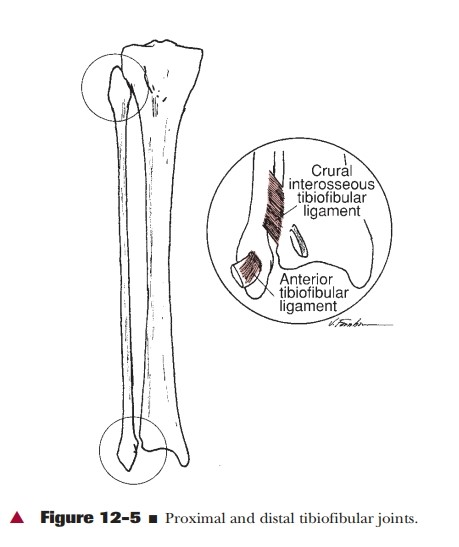 Crural
interosseous
tibiofibular
ligament
Anterior
tibiofibular
ligament
▲ Figure 12–5 ■ Proximal and distal tibiofibular joints.